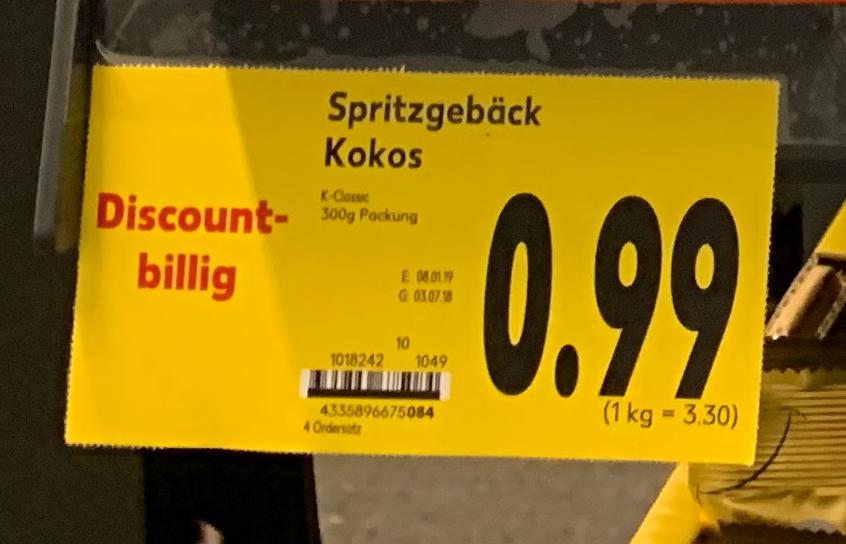 Spritzgebäck
Kokos
Discount-
billig
K-Classic
300g Packung
0.99
E: 08.01.19
G: 03.07.18
10
1018242 1049
4335896675084
4 Ordersatz
(1 kg = 3.30)